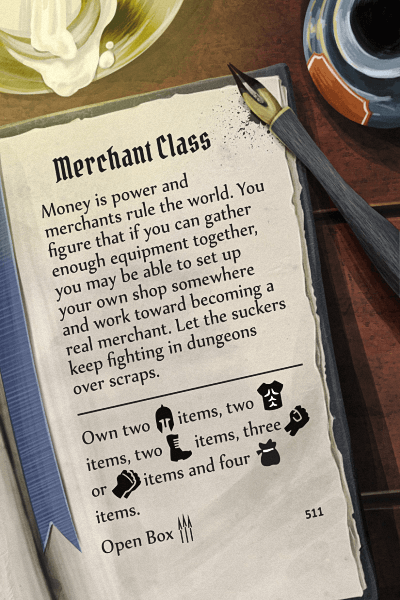 Merchant Class
Money is power and
merchants rule the world. You
figure that if you can gather
enough equipment together,
you may be able to set up
your own shop somewhere
and work toward becoming a
real merchant. Let the suckers
keep fighting in dungeons
over scraps.
Own two items, two
items, two items, three
or items and four
items.
Open Box
511